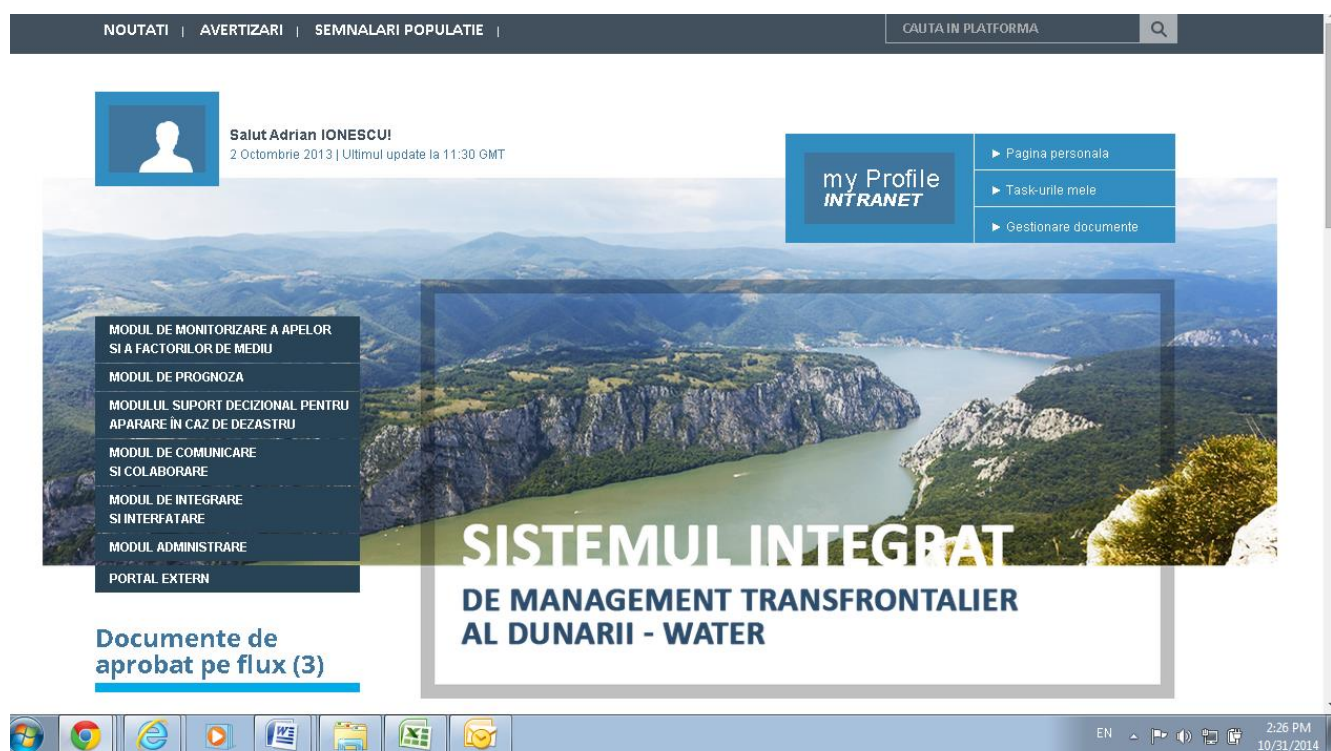 NOUTATI | AVERTIZARI | SEMNALARI POPULATIE |
CAUTA IN PLATFORMA
Salut Adrian IONESCU!
2 Octombrie 2013 | Ultimul update la 11:30 GMT
my Profile
INTRANET
► Pagina personala
► Task-urile mele
► Gestionare documente
MODUL DE MONITORIZARE A APELOR
SI A FACTORILOR DE MEDIU
MODUL DE PROGNOZA
MODULUL SUPORT DECIZIONAL PENTRU
APARARE ÎN CAZ DE DEZASTRU
MODUL DE COMUNICARE
SI COLABORARE
MODUL DE INTEGRARE
SI INTERFATARE
MODUL ADMINISTRARE
PORTAL EXTERN
SISTEMUL INTEGRAT
DE MANAGEMENT TRANSFRONTALIER
AL DUNARII - WATER
Documente de
aprobat pe flux (3)
EN
2:26 PM
10/31/2014